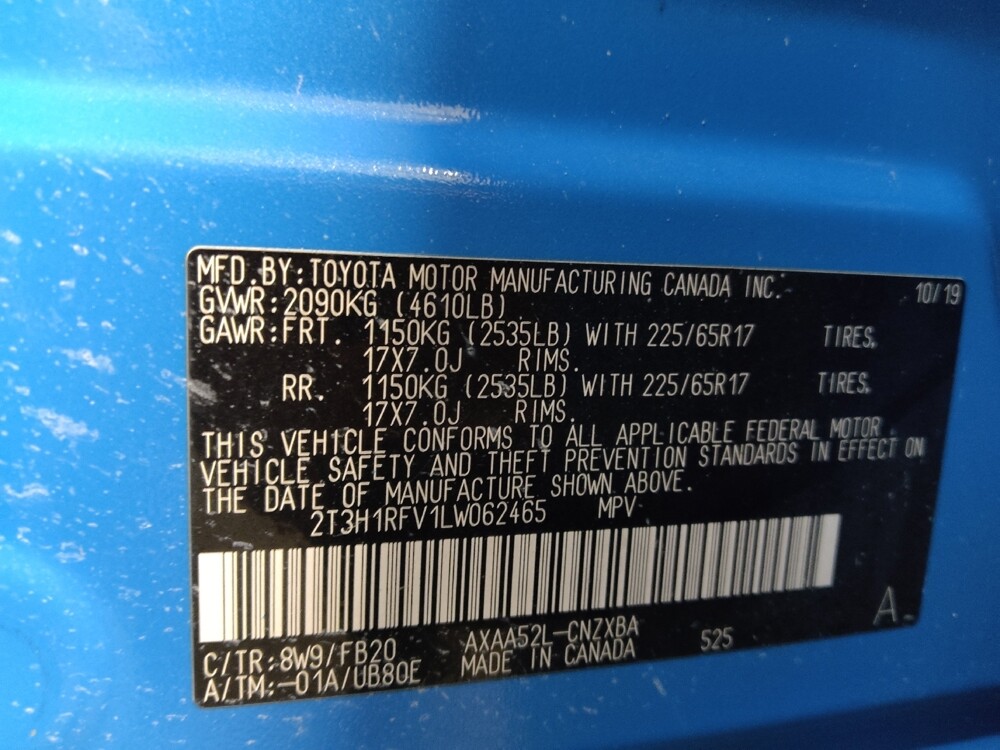 MFD.BY:TOYOTA MOTOR MANUFACTURING CANADA INC. 10/19
GVWR:2090KG (4610LB)
GAWR:FRT. 1150KG (2535LB) WITH 225/65R17 TIRES,
17X7.0J RIMS.
RR. 1150KG (2535LB) WITH 225/65R17 TIRES,
17X7.0J RIMS.
THIS VEHICLE CONFORMS TO ALL APPLICABLE FEDERAL MOTOR
VEHICLE SAFETY AND THEFT PREVENTION STANDARDS IN EFFECT ON
THE DATE OF MANUFACTURE SHOWN ABOVE.
2T3H1RFV1LW062465 MPV
A
C/TR:8W9/FB20 AXAA52L-CNZXBA 525
A/TM:-01A/UB80E MADE IN CANADA